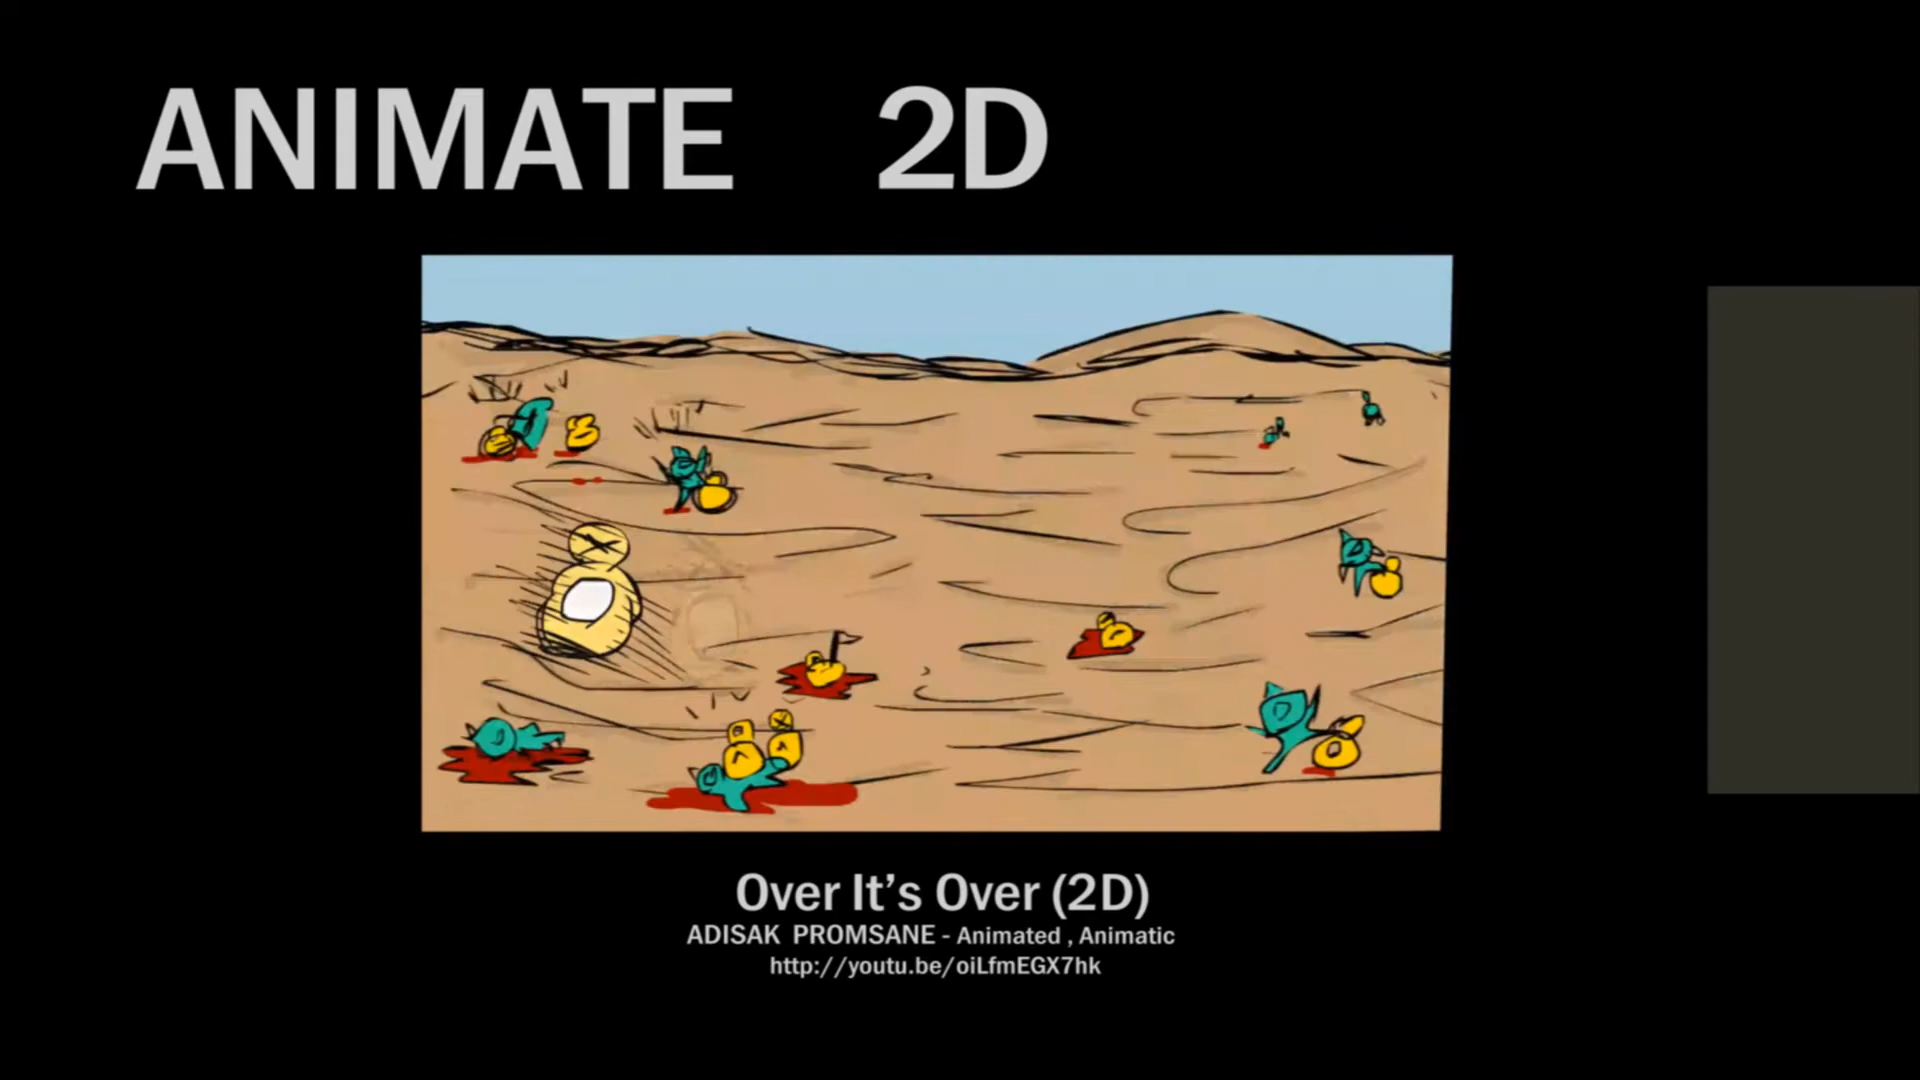 ANIMATE 2D
Over It's Over (2D)
ADISAK PROMSANE - Animated , Animatic
http://youtu.be/oiLfmEGX7hk